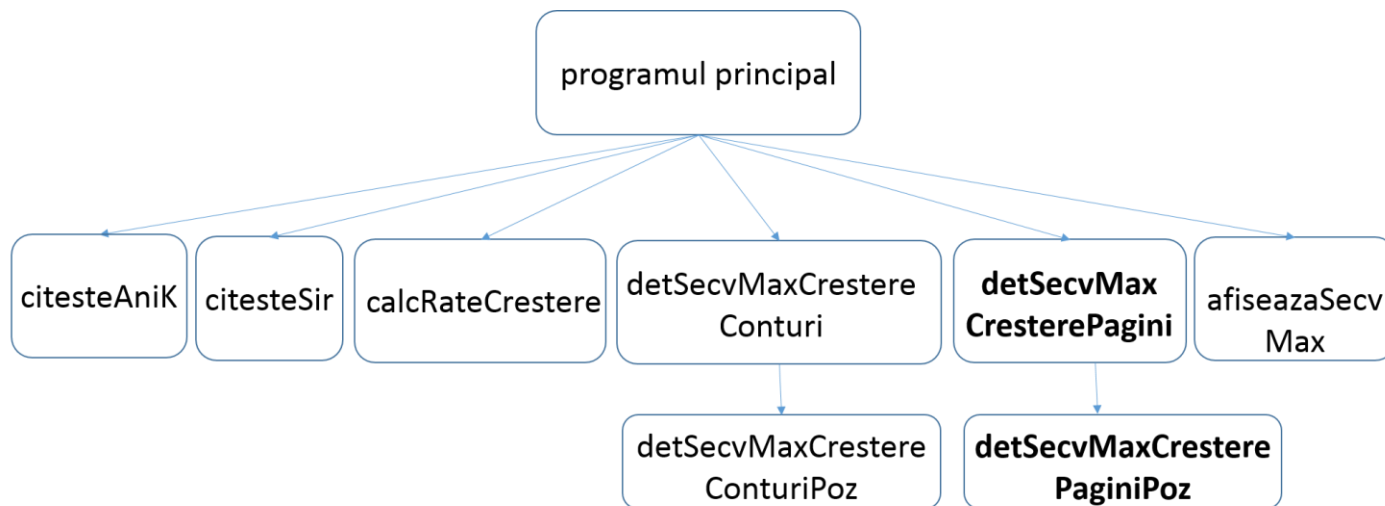 programul principal
citesteAniK
citesteSir
calcRateCrestere
detSecvMaxCrestere
Conturi
detSecvMax
CresterePagini
afiseazaSecv
Max
detSecvMaxCrestere
ConturiPoz
detSecvMaxCrestere
PaginiPoz